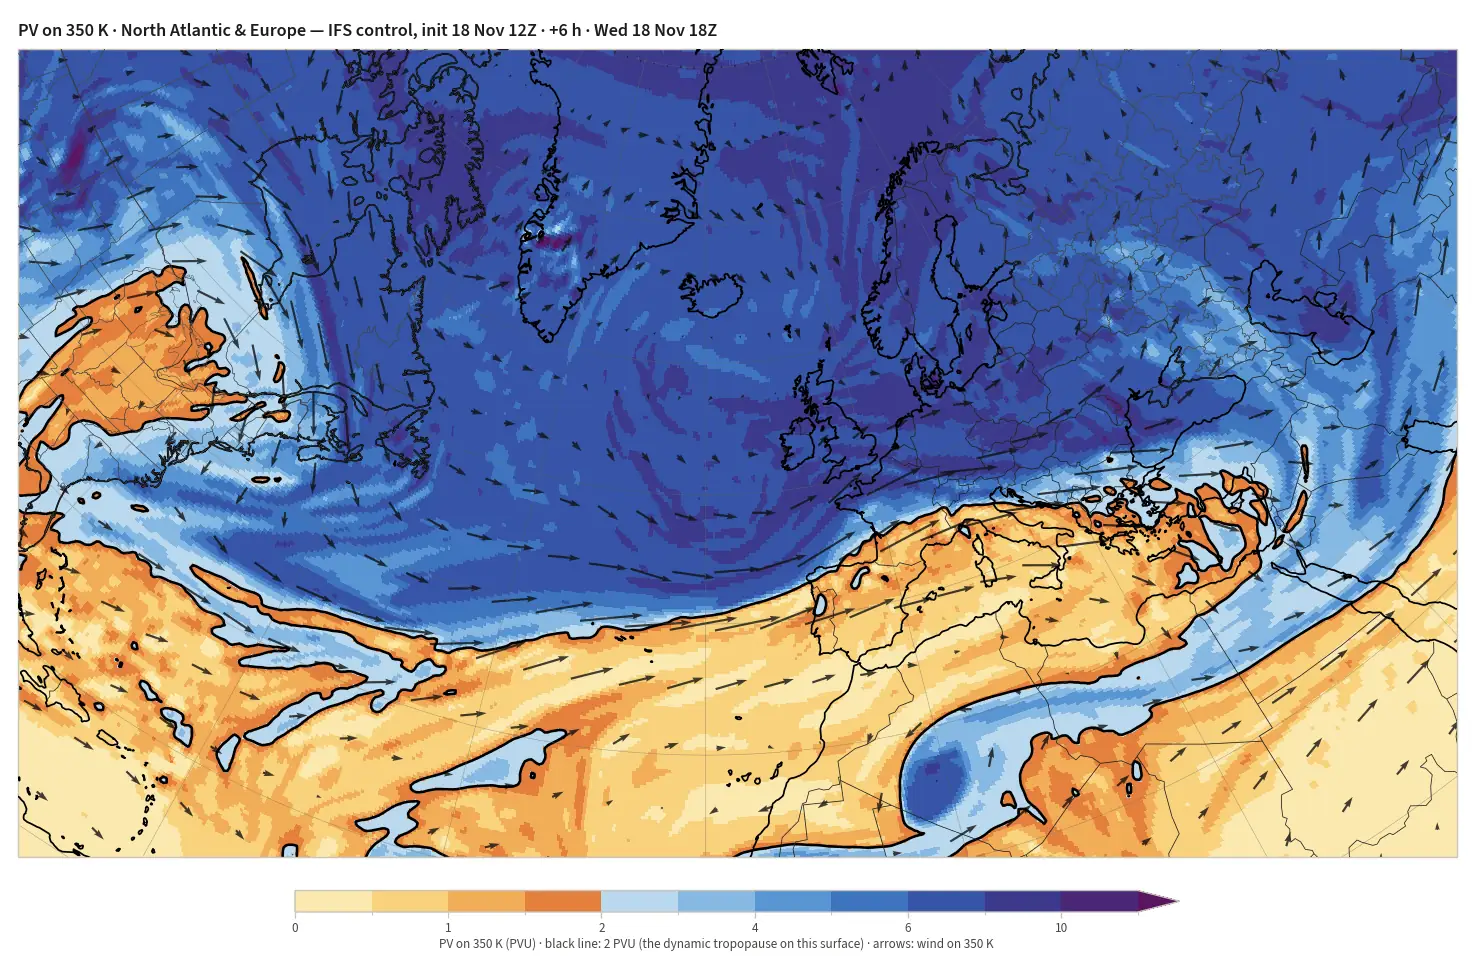 PV on 350 K · North Atlantic & Europe — IFS control, init 18 Nov 12Z · +6 h · Wed 18 Nov 18Z
0 1 2 4 6 10
PV on 350 K (PVU) · black line: 2 PVU (the dynamic tropopause on this surface) · arrows: wind on 350 K